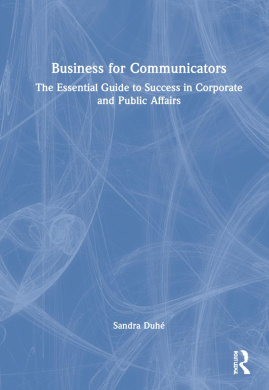 Business for Communicators
The Essential Guide to Success in Corporate
and Public Affairs
Sandra Duhé
ROUTLEDGE